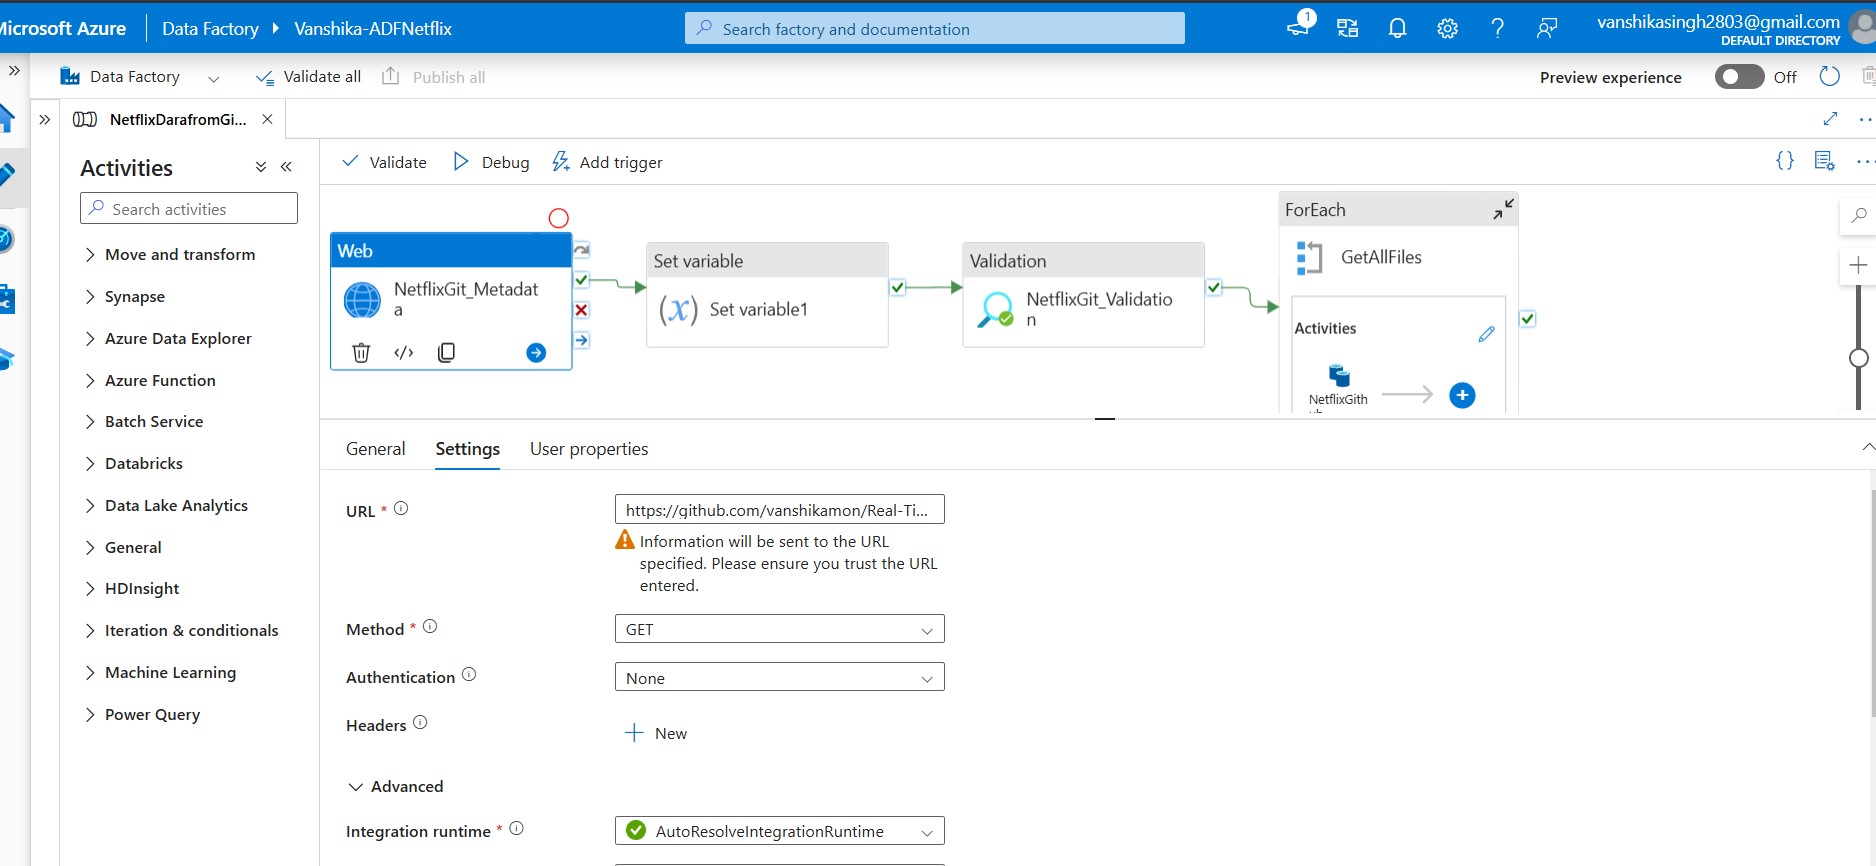 Microsoft Azure
Data Factory
Vanshika-ADFNetflix
Search factory and documentation
1
vanshikasingh2803@gmail.com
DEFAULT DIRECTORY
Data Factory
Validate all
Publish all
Preview experience
Off
NetflixDarafromGi...
Activities
Search activities
Move and transform
Synapse
Azure Data Explorer
Azure Function
Batch Service
Databricks
Data Lake Analytics
General
HDInsight
Iteration & conditionals
Machine Learning
Power Query
Validate
Debug
Add trigger
Web
NetflixGit_Metadat
a
Set variable
(x)
Set variable1
Validation
NetflixGit_Validatio
n
ForEach
GetAllFiles
Activities
NetflixGith
General
Settings
User properties
URL *
https://github.com/vanshikamon/Real-Ti...
Information will be sent to the URL
specified. Please ensure you trust the URL
entered.
Method *
GET
Authentication
None
Headers
New
Advanced
Integration runtime *
AutoResolveIntegrationRuntime